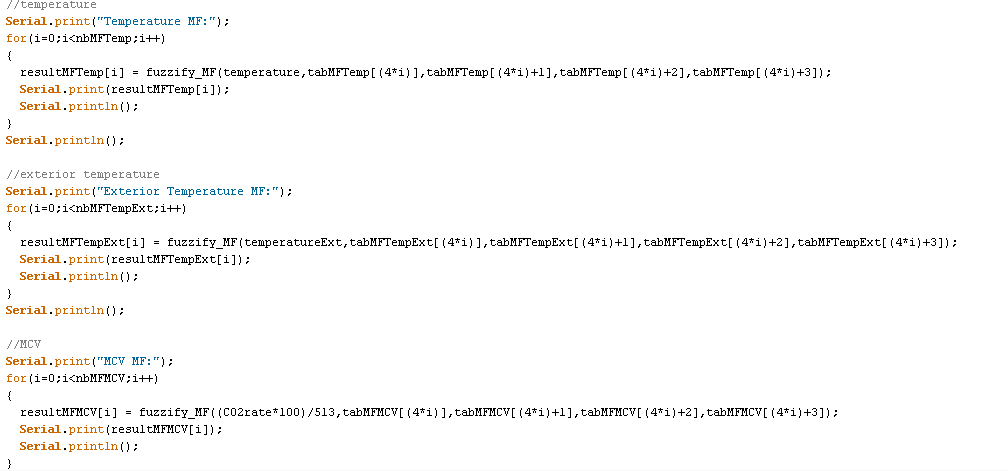 //temperature
Serial.print("Temperature MF:");
for(i=0;i<nbMFTemp;i++)
{
  resultMFTemp[i] = fuzzify_MF(temperature,tabMFTemp[(4*i)],tabMFTemp[(4*i)+1],tabMFTemp[(4*i)+2],tabMFTemp[(4*i)+3]);
  Serial.print(resultMFTemp[i]);
  Serial.println();
}
Serial.println();

//exterior temperature
Serial.print("Exterior Temperature MF:");
for(i=0;i<nbMFTempExt;i++)
{
  resultMFTempExt[i] = fuzzify_MF(temperatureExt,tabMFTempExt[(4*i)],tabMFTempExt[(4*i)+1],tabMFTempExt[(4*i)+2],tabMFTempExt[(4*i)+3]);
  Serial.print(resultMFTempExt[i]);
  Serial.println();
}
Serial.println();

//MCV
Serial.print("MCV MF:");
for(i=0;i<nbMFMCV;i++)
{
  resultMFMCV[i] = fuzzify_MF((CO2rate*100)/513,tabMFMCV[(4*i)],tabMFMCV[(4*i)+1],tabMFMCV[(4*i)+2],tabMFMCV[(4*i)+3]);
  Serial.print(resultMFMCV[i]);
  Serial.println();
}